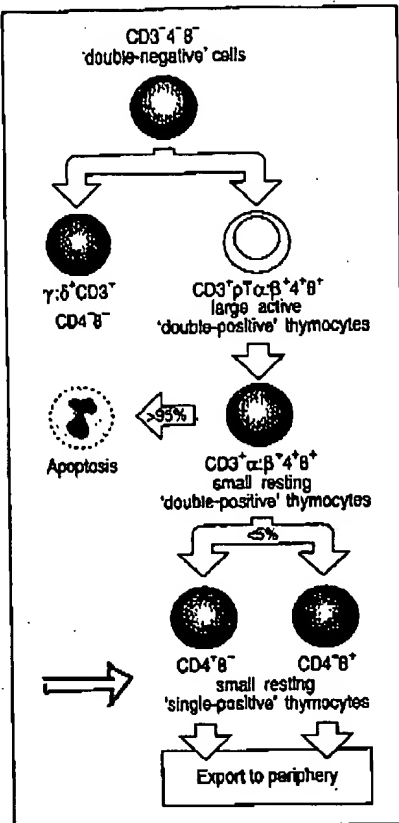 CD3⁻4⁻8⁻
'double-negative' cells
γ:δ⁺CD3⁺
CD4⁻8⁻
CD3⁺pTα:β⁺4⁺8⁺
large active
'double-positive' thymocytes
>95%
Apoptosis
CD3⁺α:β⁺4⁺8⁺
small resting
'double-positive' thymocytes
<5%
CD4⁺8⁻ CD4⁻8⁺
small resting
'single-positive' thymocytes
Export to periphery